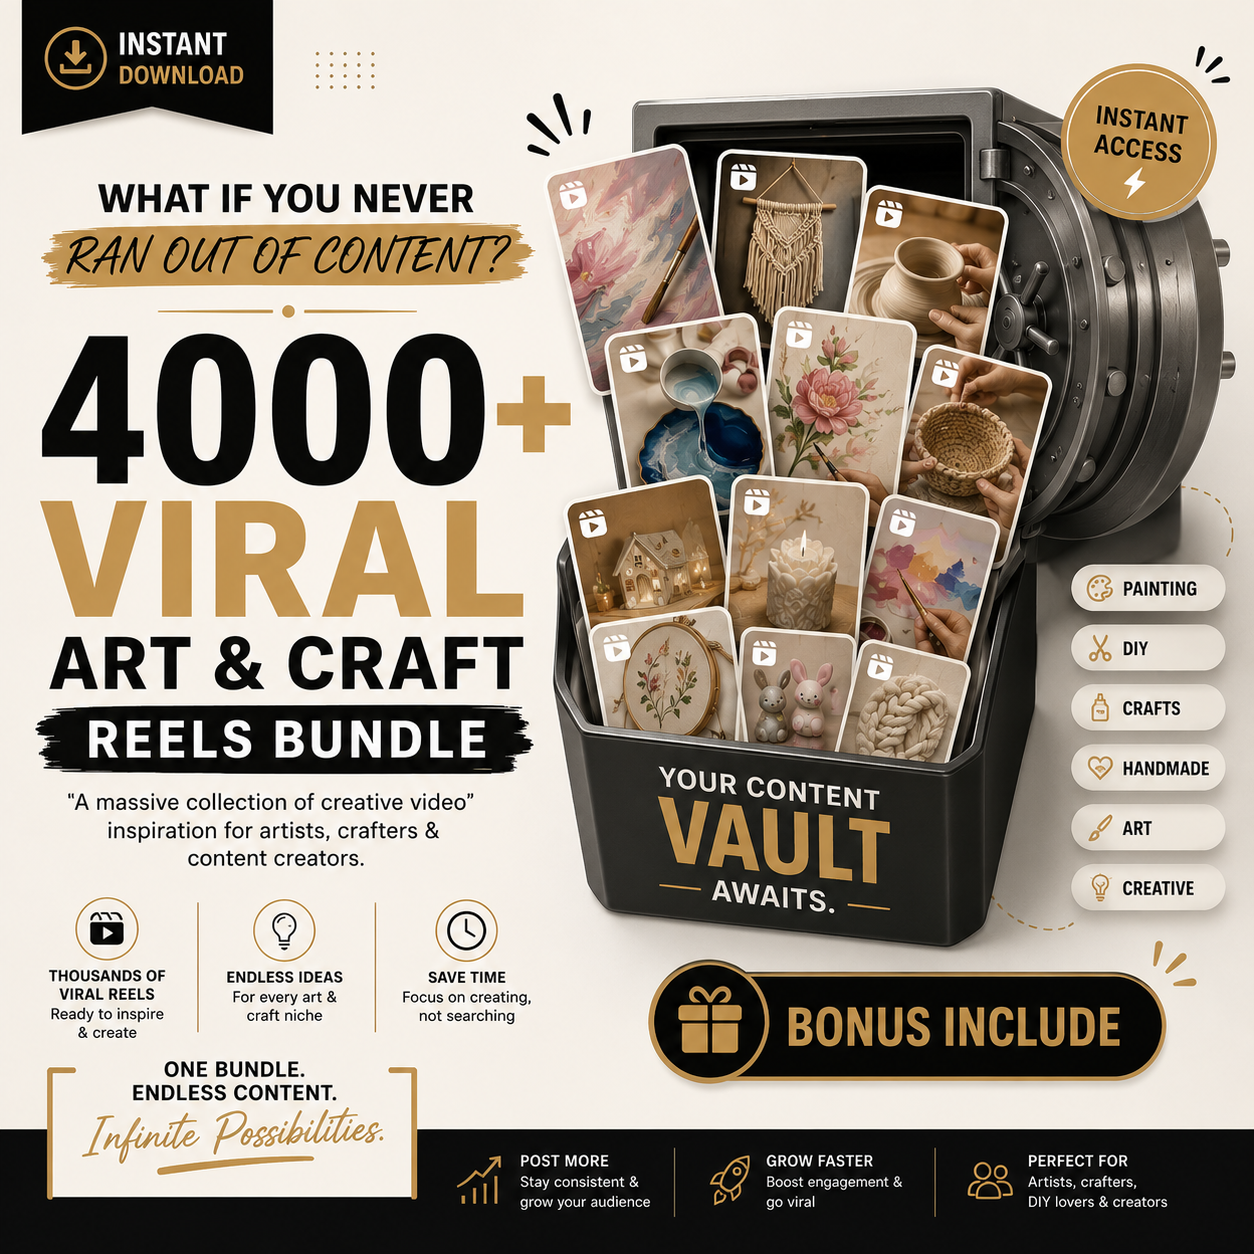 INSTANT
DOWNLOAD
WHAT IF YOU NEVER
RAN OUT OF CONTENT?
4000+
VIRAL
ART & CRAFT
REELS BUNDLE
"A massive collection of creative video"
inspiration for artists, crafters &
content creators.
THOUSANDS OF
VIRAL REELS
Ready to inspire
& create
ENDLESS IDEAS
For every art &
craft niche
SAVE TIME
Focus on creating,
not searching
ONE BUNDLE.
ENDLESS CONTENT.
Infinite Possibilities.
INSTANT
ACCESS
YOUR CONTENT
VAULT
AWAITS.
PAINTING
DIY
CRAFTS
HANDMADE
ART
CREATIVE
BONUS INCLUDE
POST MORE
Stay consistent &
grow your audience
GROW FASTER
Boost engagement &
go viral
PERFECT FOR
Artists, crafters,
DIY lovers & creators